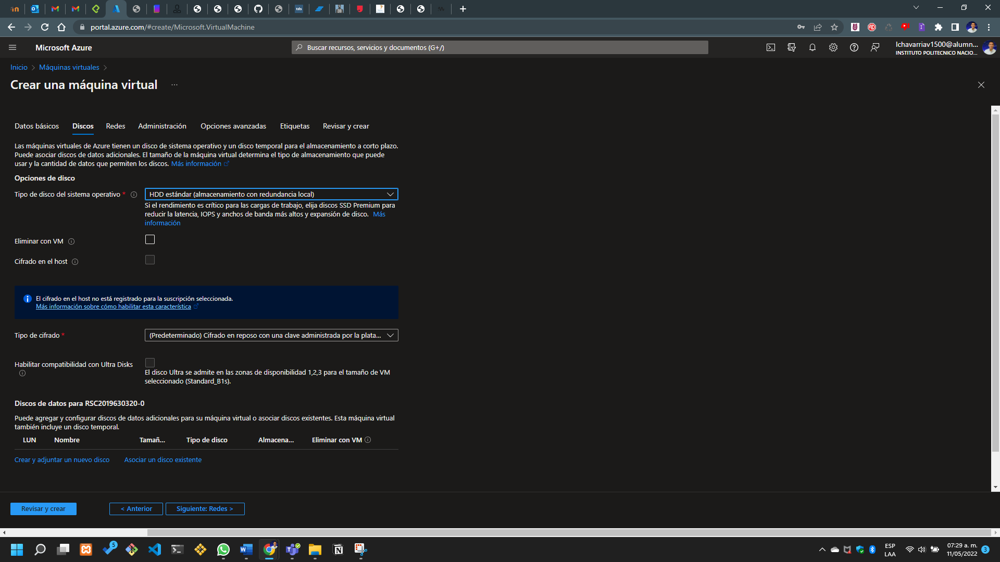 portal.azure.com/#create/Microsoft.VirtualMachine
Microsoft Azure
Buscar recursos, servicios y documentos (G+/)
lchavarriav1500@alumn...
INSTITUTO POLITECNICO NACIO...
Inicio > Máquinas virtuales >
Crear una máquina virtual ...
Datos básicos Discos Redes Administración Opciones avanzadas Etiquetas Revisar y crear
Las máquinas virtuales de Azure tienen un disco de sistema operativo y un disco temporal para el almacenamiento a corto plazo.
Puede asociar discos de datos adicionales. El tamaño de la máquina virtual determina el tipo de almacenamiento que puede
usar y la cantidad de datos que permiten los discos. Más información
Opciones de disco
Tipo de disco del sistema operativo * HDD estándar (almacenamiento con redundancia local)
Si el rendimiento es crítico para las cargas de trabajo, elija discos SSD Premium para
reducir la latencia, IOPS y anchos de banda más altos y expansión de disco. Más
información
Eliminar con VM
Cifrado en el host
El cifrado en el host no está registrado para la suscripción seleccionada.
Más información sobre cómo habilitar esta característica
Tipo de cifrado * (Predeterminado) Cifrado en reposo con una clave administrada por la plata...
Habilitar compatibilidad con Ultra Disks
El disco Ultra se admite en las zonas de disponibilidad 1,2,3 para el tamaño de VM
seleccionado (Standard_B1s).
Discos de datos para RSC2019630320-0
Puede agregar y configurar discos de datos adicionales para su máquina virtual o asociar discos existentes. Esta máquina virtual
también incluye un disco temporal.
LUN Nombre Tamañ... Tipo de disco Almacena... Eliminar con VM
Crear y adjuntar un nuevo disco Asociar un disco existente
Revisar y crear < Anterior Siguiente: Redes >
5
ESP
LAA
07:29 a. m.
11/05/2022
3